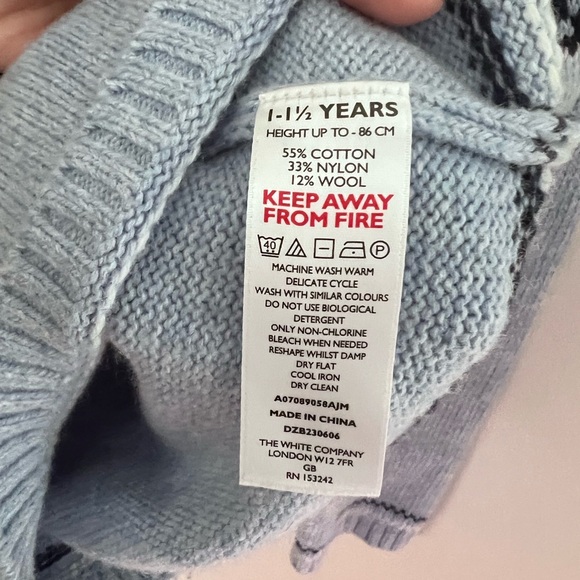 1-1½ YEARS
HEIGHT UP TO - 86 CM
55% COTTON
33% NYLON
12% WOOL
KEEP AWAY
FROM FIRE
40 P
MACHINE WASH WARM
DELICATE CYCLE
WASH WITH SIMILAR COLOURS
DO NOT USE BIOLOGICAL
DETERGENT
ONLY NON-CHLORINE
BLEACH WHEN NEEDED
RESHAPE WHILST DAMP
DRY FLAT
COOL IRON
DRY CLEAN
A07089058AJM
MADE IN CHINA
DZB230606
THE WHITE COMPANY
LONDON W12 7FR
GB
RN 153242